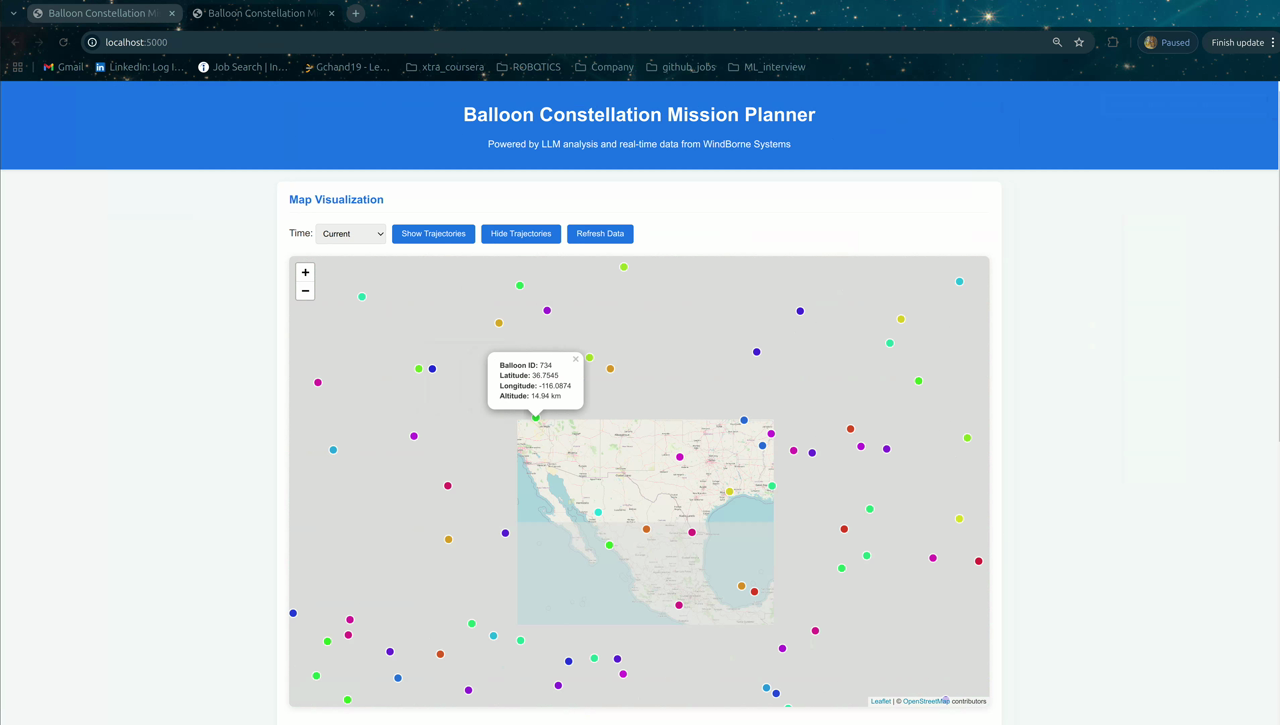 Balloon Constellation Mi
Balloon Constellation M
localhost:5000
Paused
Finish update
Gmail
LinkedIn: Log I...
Job Search | In...
Gchand19 - Le...
xtra_coursera
ROBOTICS
Company
github_jobs
ML_interview
Balloon Constellation Mission Planner
Powered by LLM analysis and real-time data from WindBorne Systems
Map Visualization
Time: Current Show Trajectories Hide Trajectories Refresh Data
+
−
Balloon ID: 734
Latitude: 36.7545
Longitude: -116.0874
Altitude: 14.94 km
Leaflet | © OpenStreetMap contributors